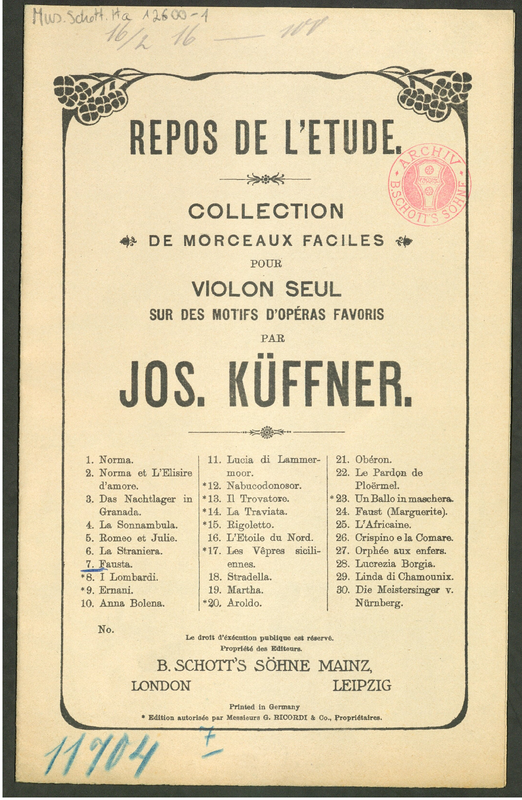 Mus. Schott. Ha 12600-1
16/2 16 — 100
REPOS DE L'ETUDE.
ARCHIV
B. SCHOTT'S SÖHNE
COLLECTION
DE MORCEAUX FACILES
POUR
VIOLON SEUL
SUR DES MOTIFS D'OPÉRAS FAVORIS
PAR
JOS. KÜFFNER.
1. Norma.
2. Norma et L'Elisire
d'amore.
3. Das Nachtlager in
Granada.
4. La Sonnambula.
5. Romeo et Julie.
6. La Straniera.
7. Fausta.
*8. I Lombardi.
*9. Ernani.
10. Anna Bolena.
11. Lucia di Lammer-
moor.
*12. Nabucodonosor.
*13. Il Trovatore.
*14. La Traviata.
*15. Rigoletto.
16. L'Etoile du Nord.
*17. Les Vêpres sicili-
ennes.
18. Stradella.
19. Martha.
*20. Aroldo.
21. Obéron.
22. Le Pardon de
Ploërmel.
*23. Un Ballo in maschera.
24. Faust (Marguerite).
25. L'Africaine.
26. Crispino e la Comare.
27. Orphée aux enfers.
28. Lucrezia Borgia.
29. Linda di Chamounix.
30. Die Meistersinger v.
Nürnberg.
No.
Le droit d'éxécution publique est réservé.
Propriété des Editeurs.
B. SCHOTT'S SÖHNE MAINZ,
LONDON LEIPZIG
Printed in Germany
* Edition autorisée par Messieurs G. RICORDI & Co., Propriétaires.
7
11704